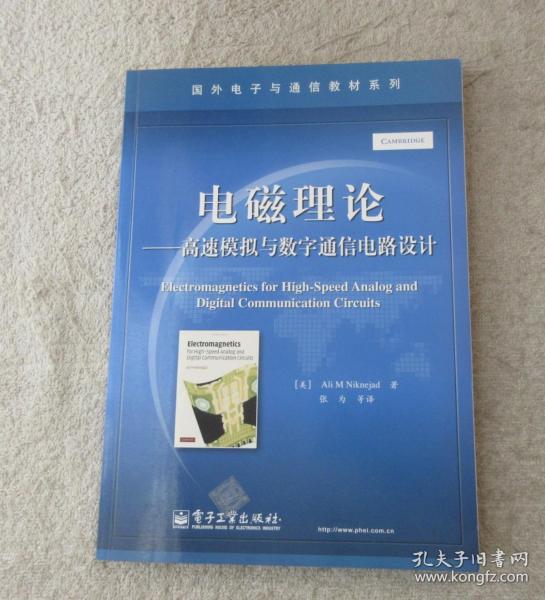 国外电子与通信教材系列
CAMBRIDGE
电磁理论
——高速模拟与数字通信电路设计
Electromagnetics for High-Speed Analog and
Digital Communication Circuits
Electromagnetics
for High-Speed Analog and
Digital Communication Circuits
[美] Ali M Niknejad 著
张为 等译
电子工业出版社
PUBLISHING HOUSE OF ELECTRONICS INDUSTRY
http://www.phei.com.cn
孔夫子旧书网
www.kongfz.com